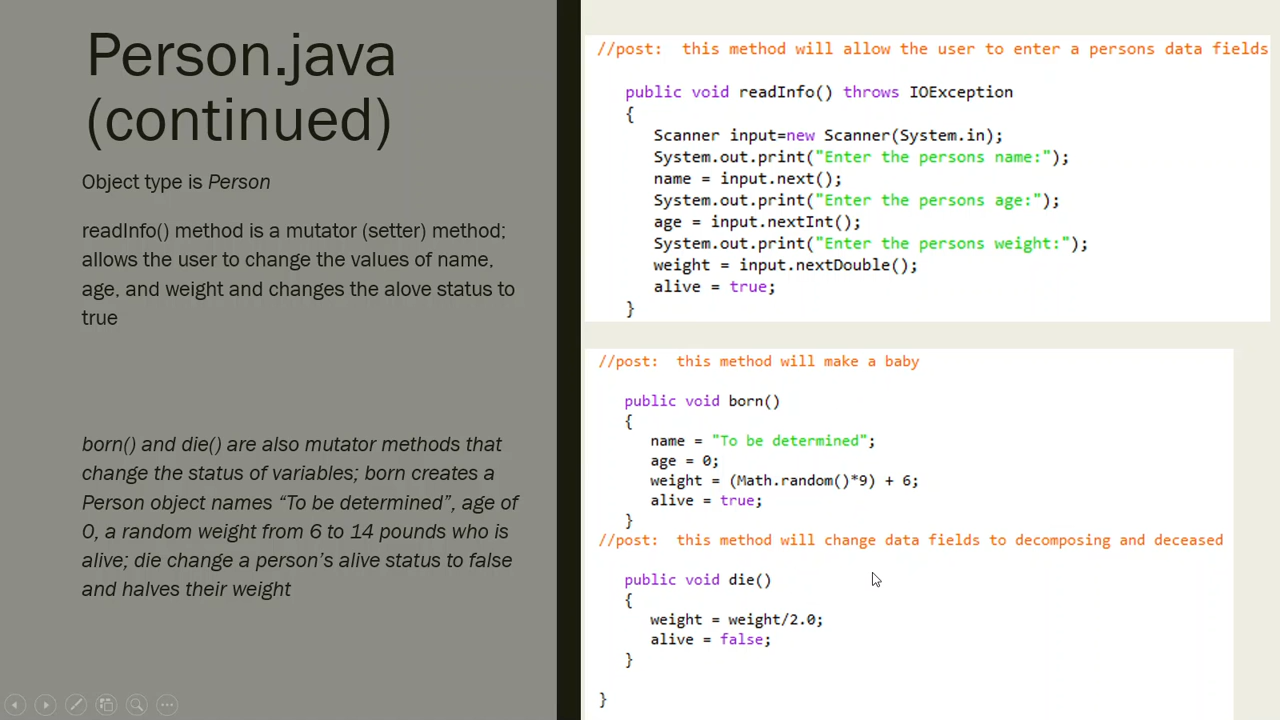 Person.java
(continued)
Object type is Person
readInfo() method is a mutator (setter) method;
allows the user to change the values of name,
age, and weight and changes the alove status to
true
born() and die() are also mutator methods that
change the status of variables; born creates a
Person object names “To be determined”, age of
0, a random weight from 6 to 14 pounds who is
alive; die change a person’s alive status to false
and halves their weight
//post:  this method will allow the user to enter a persons data fields
public void readInfo() throws IOException
{
Scanner input=new Scanner(System.in);
System.out.print("Enter the persons name:");
name = input.next();
System.out.print("Enter the persons age:");
age = input.nextInt();
System.out.print("Enter the persons weight:");
weight = input.nextDouble();
alive = true;
}
//post:  this method will make a baby
public void born()
{
name = "To be determined";
age = 0;
weight = (Math.random()*9) + 6;
alive = true;
}
//post:  this method will change data fields to decomposing and deceased
public void die()
{
weight = weight/2.0;
alive = false;
}
}